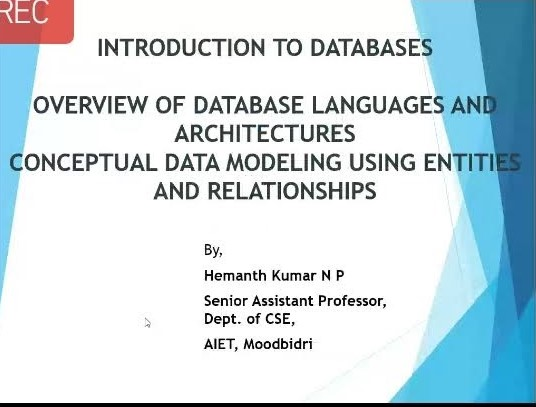 REC
INTRODUCTION TO DATABASES
OVERVIEW OF DATABASE LANGUAGES AND
ARCHITECTURES
CONCEPTUAL DATA MODELING USING ENTITIES
AND RELATIONSHIPS
By,
Hemanth Kumar N P
Senior Assistant Professor,
Dept. of CSE,
AIET, Moodbidri